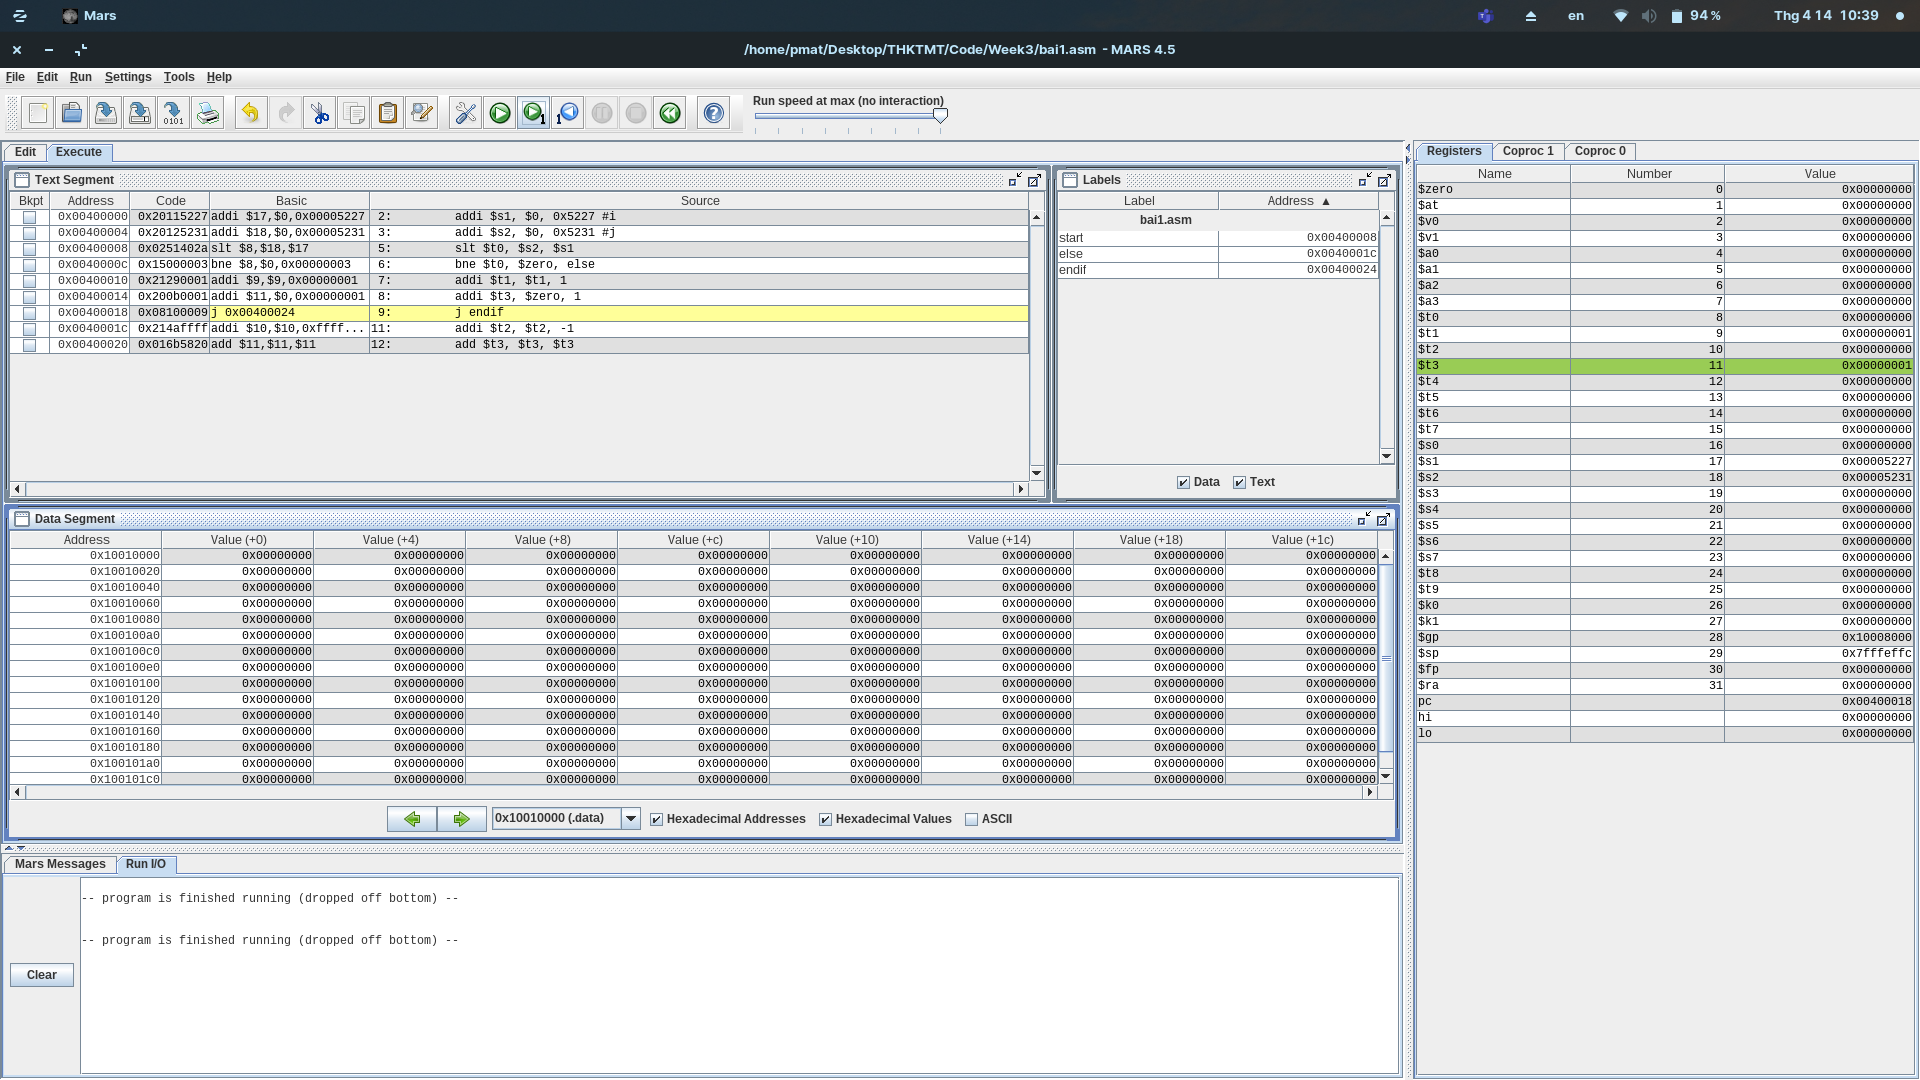 Mars
en
94 %
Thg 4 14 10:39
/home/pmat/Desktop/THKTMT/Code/Week3/bai1.asm - MARS 4.5
File Edit Run Settings Tools Help
Run speed at max (no interaction)
Edit Execute
Text Segment
Bkpt Address Code Basic Source
0x00400000 0x20115227 addi $17,$0,0x00005227 2: addi $s1, $0, 0x5227 #i
0x00400004 0x20125231 addi $18,$0,0x00005231 3: addi $s2, $0, 0x5231 #j
0x00400008 0x0251402a slt $8,$18,$17 5: slt $t0, $s2, $s1
0x0040000c 0x15000003 bne $8,$0,0x00000003 6: bne $t0, $zero, else
0x00400010 0x21290001 addi $9,$9,0x00000001 7: addi $t1, $t1, 1
0x00400014 0x200b0001 addi $11,$0,0x00000001 8: addi $t3, $zero, 1
0x00400018 0x08100009 j 0x00400024 9: j endif
0x0040001c 0x214affff addi $10,$10,0xffff... 11: addi $t2, $t2, -1
0x00400020 0x016b5820 add $11,$11,$11 12: add $t3, $t3, $t3
Labels
Label Address ▲
bai1.asm
start 0x00400008
else 0x0040001c
endif 0x00400024
Data Text
Data Segment
Address Value (+0) Value (+4) Value (+8) Value (+c) Value (+10) Value (+14) Value (+18) Value (+1c)
0x10010000 0x00000000 0x00000000 0x00000000 0x00000000 0x00000000 0x00000000 0x00000000 0x00000000
0x10010020 0x00000000 0x00000000 0x00000000 0x00000000 0x00000000 0x00000000 0x00000000 0x00000000
0x10010040 0x00000000 0x00000000 0x00000000 0x00000000 0x00000000 0x00000000 0x00000000 0x00000000
0x10010060 0x00000000 0x00000000 0x00000000 0x00000000 0x00000000 0x00000000 0x00000000 0x00000000
0x10010080 0x00000000 0x00000000 0x00000000 0x00000000 0x00000000 0x00000000 0x00000000 0x00000000
0x100100a0 0x00000000 0x00000000 0x00000000 0x00000000 0x00000000 0x00000000 0x00000000 0x00000000
0x100100c0 0x00000000 0x00000000 0x00000000 0x00000000 0x00000000 0x00000000 0x00000000 0x00000000
0x100100e0 0x00000000 0x00000000 0x00000000 0x00000000 0x00000000 0x00000000 0x00000000 0x00000000
0x10010100 0x00000000 0x00000000 0x00000000 0x00000000 0x00000000 0x00000000 0x00000000 0x00000000
0x10010120 0x00000000 0x00000000 0x00000000 0x00000000 0x00000000 0x00000000 0x00000000 0x00000000
0x10010140 0x00000000 0x00000000 0x00000000 0x00000000 0x00000000 0x00000000 0x00000000 0x00000000
0x10010160 0x00000000 0x00000000 0x00000000 0x00000000 0x00000000 0x00000000 0x00000000 0x00000000
0x10010180 0x00000000 0x00000000 0x00000000 0x00000000 0x00000000 0x00000000 0x00000000 0x00000000
0x100101a0 0x00000000 0x00000000 0x00000000 0x00000000 0x00000000 0x00000000 0x00000000 0x00000000
0x100101c0 0x00000000 0x00000000 0x00000000 0x00000000 0x00000000 0x00000000 0x00000000 0x00000000
0x10010000 (.data) Hexadecimal Addresses Hexadecimal Values ASCII
Mars Messages Run I/O
-- program is finished running (dropped off bottom) --
-- program is finished running (dropped off bottom) --
Clear
Registers Coproc 1 Coproc 0
Name Number Value
$zero 0 0x00000000
$at 1 0x00000000
$v0 2 0x00000000
$v1 3 0x00000000
$a0 4 0x00000000
$a1 5 0x00000000
$a2 6 0x00000000
$a3 7 0x00000000
$t0 8 0x00000000
$t1 9 0x00000001
$t2 10 0x00000000
$t3 11 0x00000001
$t4 12 0x00000000
$t5 13 0x00000000
$t6 14 0x00000000
$t7 15 0x00000000
$s0 16 0x00000000
$s1 17 0x00005227
$s2 18 0x00005231
$s3 19 0x00000000
$s4 20 0x00000000
$s5 21 0x00000000
$s6 22 0x00000000
$s7 23 0x00000000
$t8 24 0x00000000
$t9 25 0x00000000
$k0 26 0x00000000
$k1 27 0x00000000
$gp 28 0x10008000
$sp 29 0x7fffeffc
$fp 30 0x00000000
$ra 31 0x00000000
pc 0x00400018
hi 0x00000000
lo 0x00000000